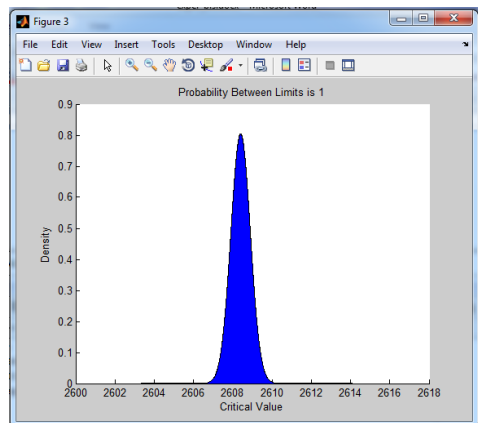 Figure 3
File Edit View Insert Tools Desktop Window Help
Probability Between Limits is 1
0.9
0.8
0.7
0.6
0.5
0.4
0.3
0.2
0.1
0
Density
2600 2602 2604 2606 2608 2610 2612 2614 2616 2618
Critical Value